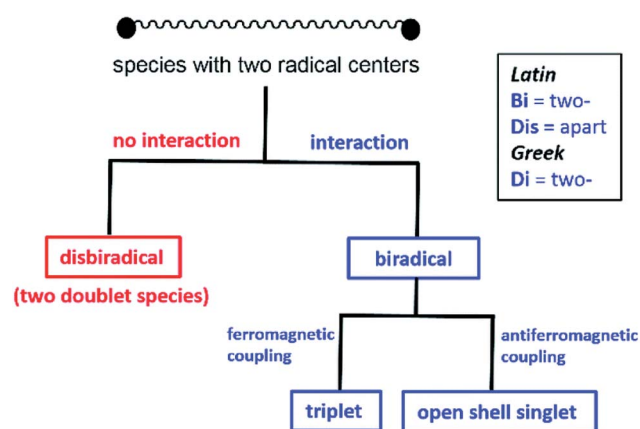 species with two radical centers
Latin
Bi = two-
Dis = apart
Greek
Di = two-
no interaction
interaction
disbiradical
(two doublet species)
biradical
ferromagnetic
coupling
antiferromagnetic
coupling
triplet
open shell singlet